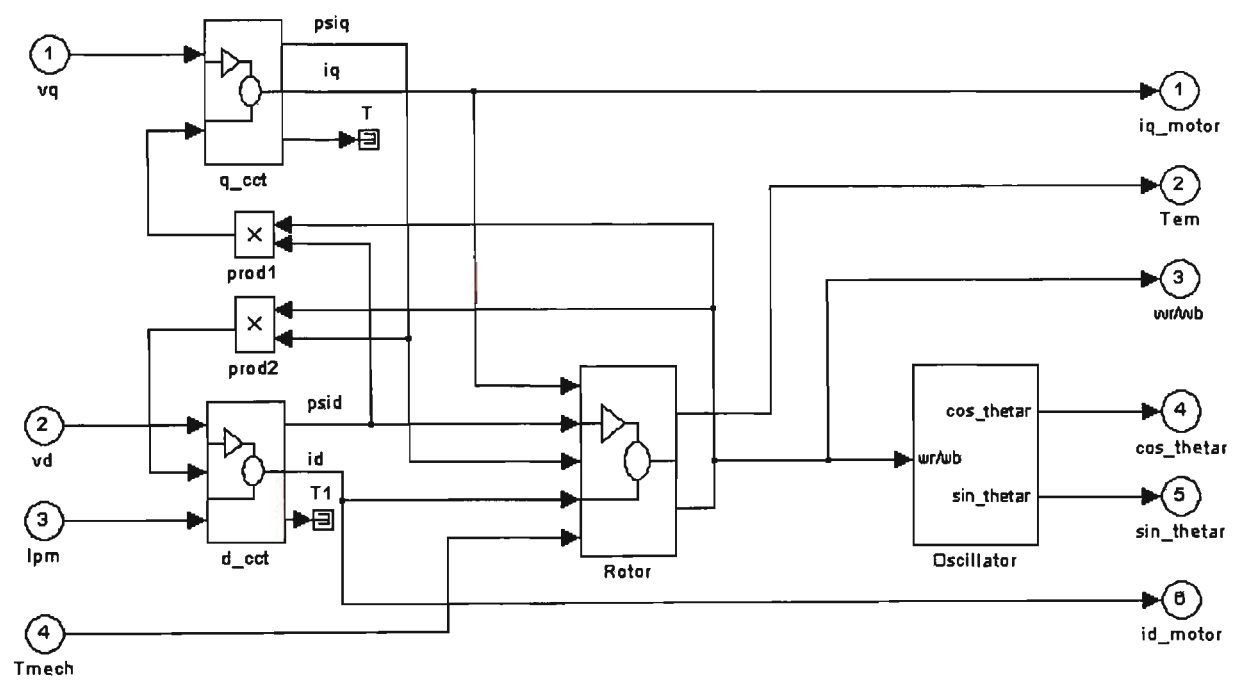 psiq
1
vq
iq
1
iq_motor
T
q_cct
2
Tem
×
prod1
3
wr/wb
×
prod2
psid
2
vd
cos_thetar
4
cos_thetar
id
wr/wb
T1
sin_thetar
5
sin_thetar
3
Ipm
d_cct
Rotor
Oscillator
6
id_motor
4
Tmech